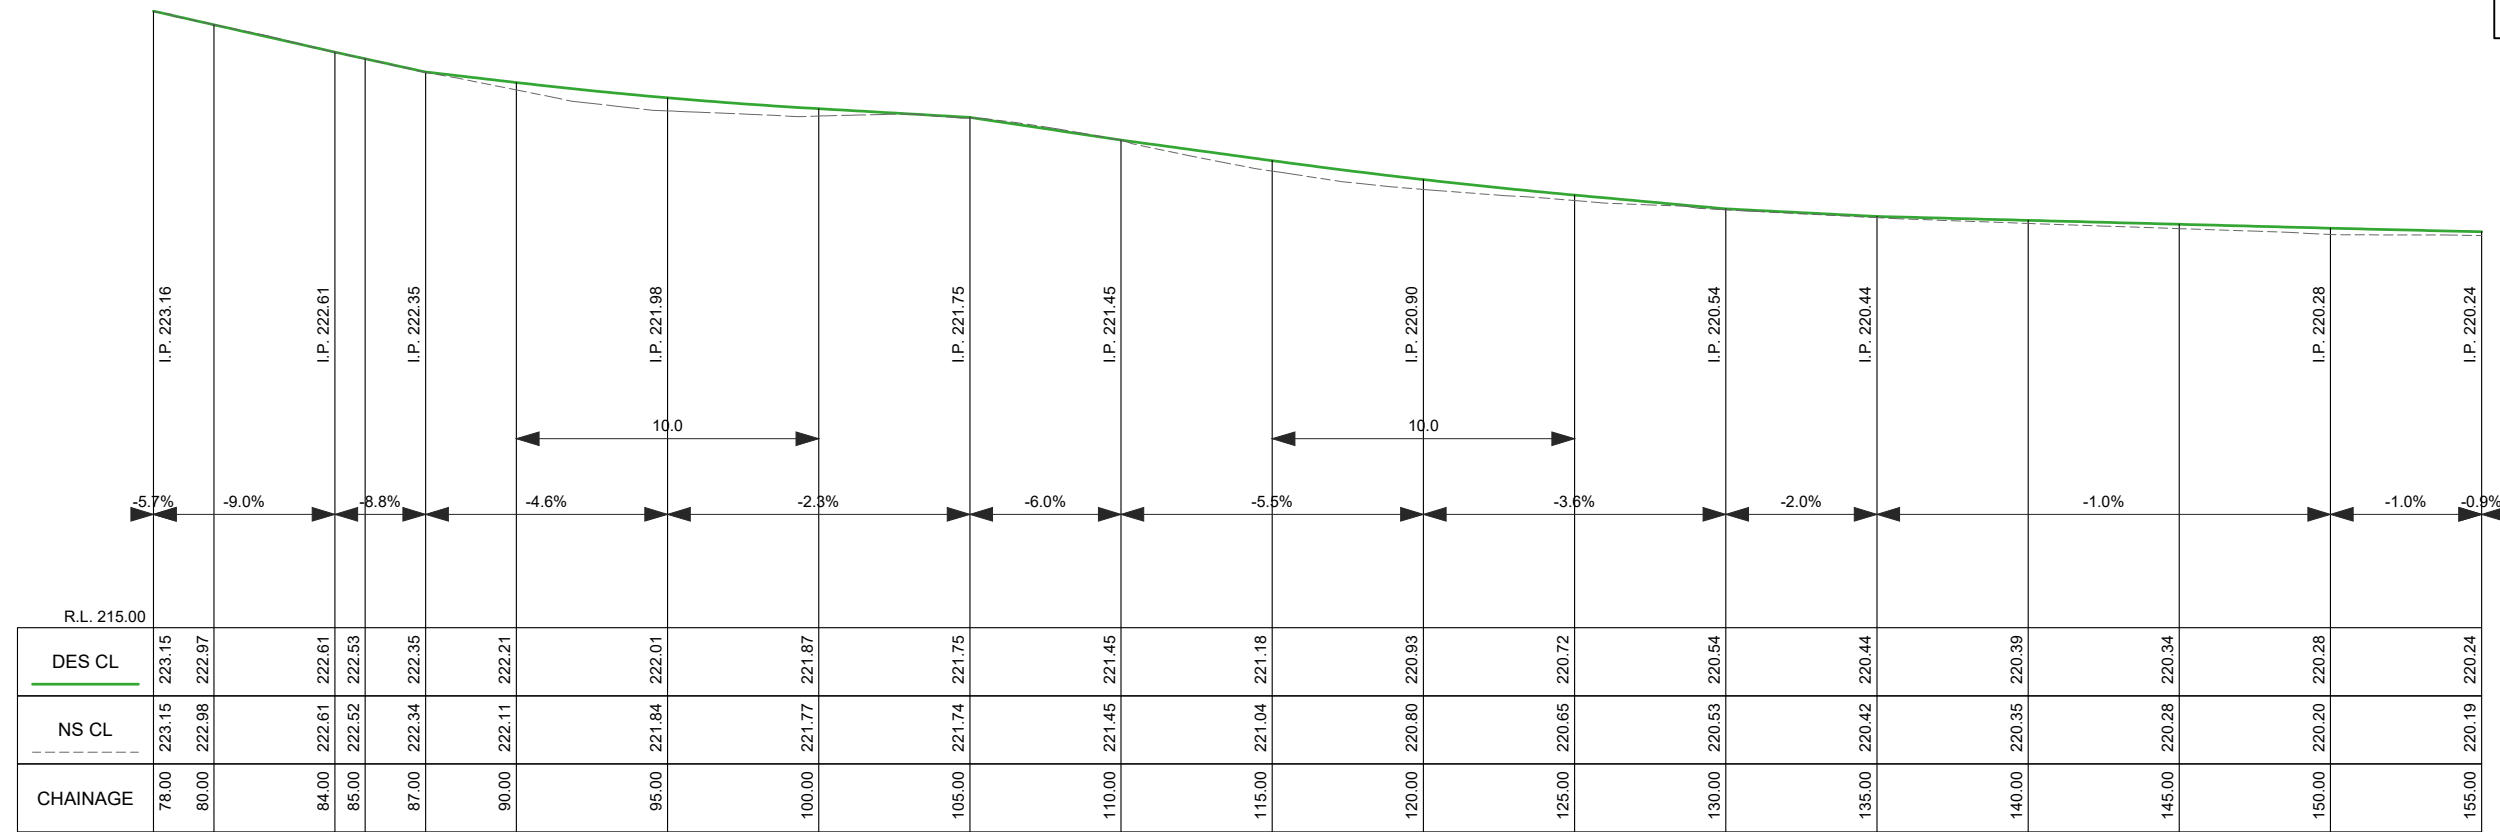 I.P. 223.16
I.P. 222.61
I.P. 222.35
I.P. 221.98
I.P. 221.75
I.P. 221.45
I.P. 220.90
I.P. 220.54
I.P. 220.44
I.P. 220.28
I.P. 220.24
10.0
10.0
-5.7%
-9.0%
-8.8%
-4.6%
-2.3%
-6.0%
-5.5%
-3.6%
-2.0%
-1.0%
-1.0%
-0.9%
R.L. 215.00
DES CL 223.15 222.97 222.61 222.53 222.35 222.21 222.01 221.87 221.75 221.45 221.18 220.93 220.72 220.54 220.44 220.39 220.34 220.28 220.24
NS CL 223.15 222.98 222.61 222.52 222.34 222.11 221.84 221.77 221.74 221.45 221.04 220.80 220.65 220.53 220.42 220.35 220.28 220.20 220.19
CHAINAGE 78.00 80.00 84.00 85.00 87.00 90.00 95.00 100.00 105.00 110.00 115.00 120.00 125.00 130.00 135.00 140.00 145.00 150.00 155.00